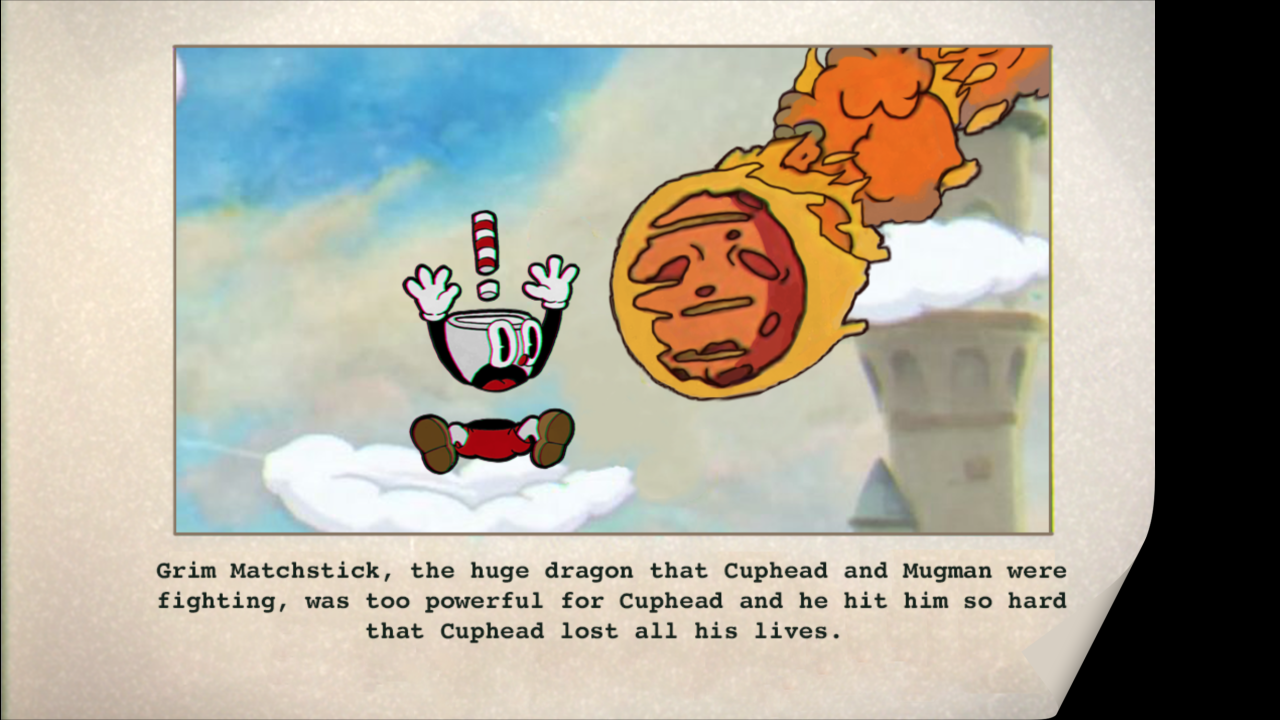 Grim Matchstick, the huge dragon that Cuphead and Mugman were
fighting, was too powerful for Cuphead and he hit him so hard
that Cuphead lost all his lives.